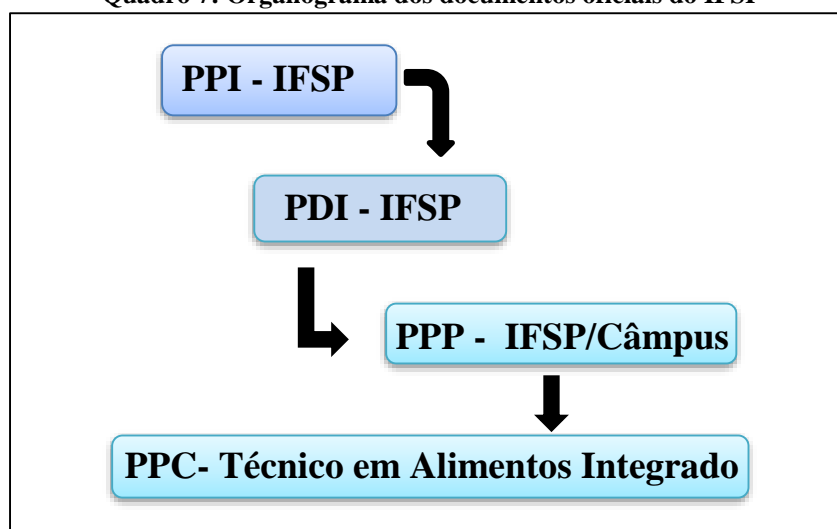 Quadro 7: Organograma dos documentos oficiais do IFSP
PPI - IFSP
PDI - IFSP
PPP - IFSP/Câmpus
PPC- Técnico em Alimentos Integrado